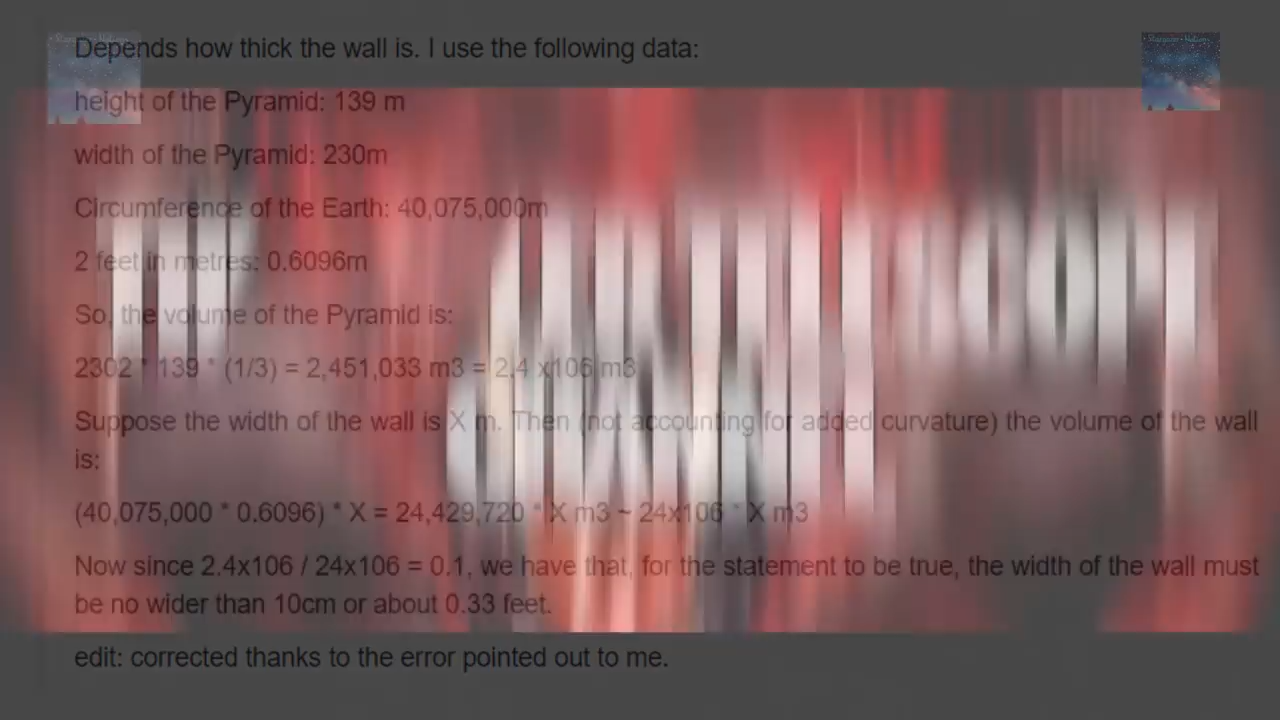 Depends how thick the wall is. I use the following data:
height of the Pyramid: 139 m
width of the Pyramid: 230m
Circumference of the Earth: 40,075,000m
2 feet in metres: 0.6096m
So, the volume of the Pyramid is:
2302 * 139 * (1/3) = 2,451,033 m3 = 2,4 x106 m3
Suppose the width of the wall is X m. Then (not accounting for added curvature) the volume of the wall
is:
(40,075,000 * 0.6096) * X = 24,429,720 * X m3 ~ 24x106 * X m3
Now since 2.4x106 / 24x106 = 0.1, we have that, for the statement to be true, the width of the wall must
be no wider than 10cm or about 0.33 feet.
edit: corrected thanks to the error pointed out to me.